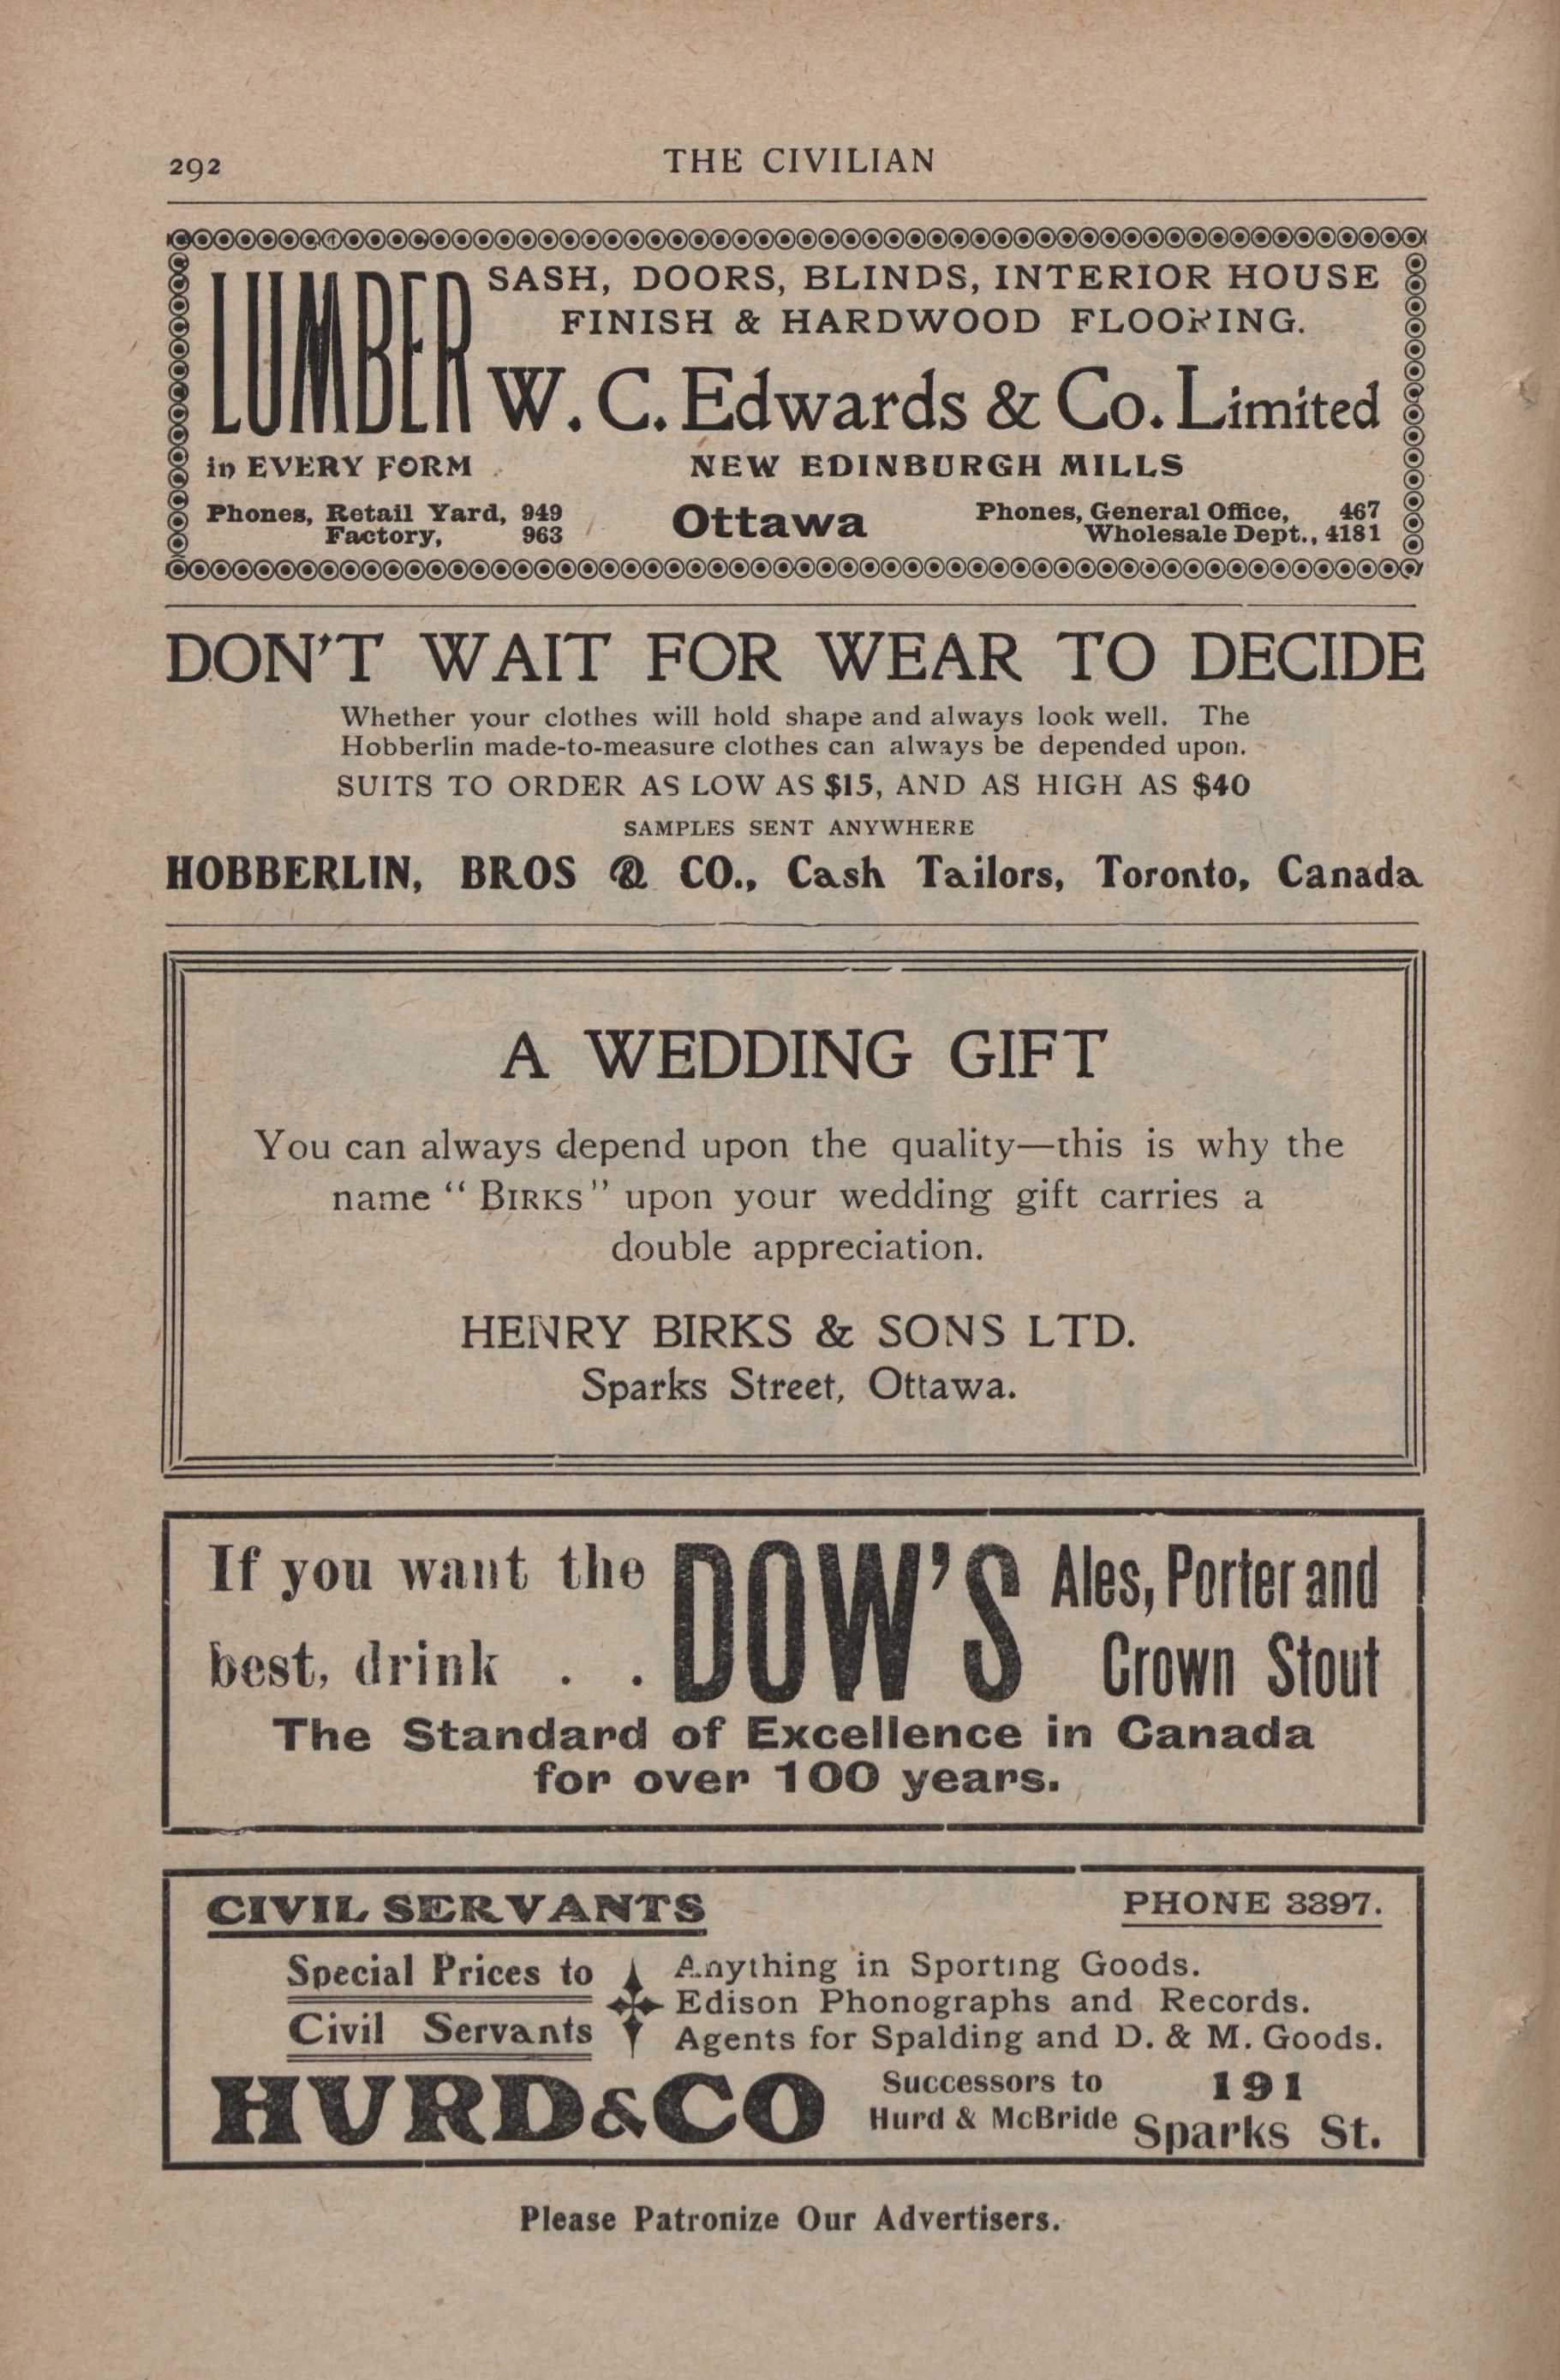 292
THE CIVILIAN
LUMBER
in EVERY FORM
SASH, DOORS, BLINDS, INTERIOR HOUSE
FINISH & HARDWOOD FLOORING.
W. C. Edwards & Co. Limited
NEW EDINBURGH MILLS
Phones, Retail Yard, 949
Factory, 963
Ottawa
Phones, General Office, 467
Wholesale Dept., 4181
DON'T WAIT FOR WEAR TO DECIDE
Whether your clothes will hold shape and always look well. The
Hobberlin made-to-measure clothes can always be depended upon.
SUITS TO ORDER AS LOW AS $15, AND AS HIGH AS $40
SAMPLES SENT ANYWHERE
HOBBERLIN, BROS & CO., Cash Tailors, Toronto, Canada
A WEDDING GIFT
You can always depend upon the quality—this is why the
name "BIRKS" upon your wedding gift carries a
double appreciation.
HENRY BIRKS & SONS LTD.
Sparks Street, Ottawa.
If you want the
best, drink . .
DOW'S
Ales, Porter and
Crown Stout
The Standard of Excellence in Canada
for over 100 years.
CIVIL SERVANTS
PHONE 3397.
Special Prices to
Civil Servants
Anything in Sporting Goods.
Edison Phonographs and Records.
Agents for Spalding and D. & M. Goods.
HURD & CO
Successors to
Hurd & McBride
191
Sparks St.
Please Patronize Our Advertisers.